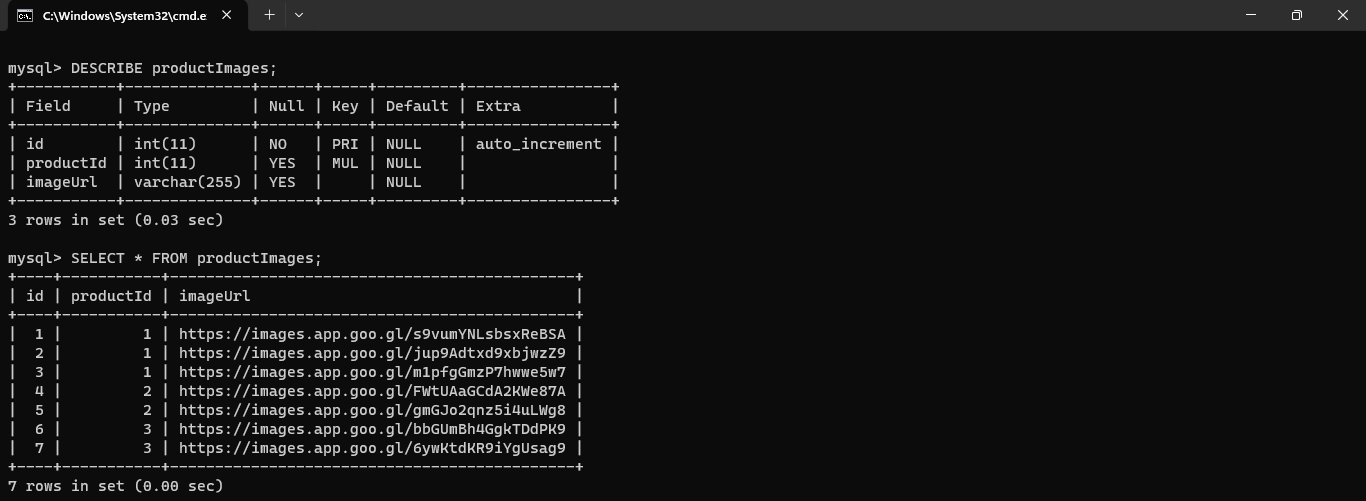 C:\Windows\System32\cmd.e
mysql> DESCRIBE productImages;
+-----------+--------------+------+-----+---------+----------------+
| Field     | Type         | Null | Key | Default | Extra          |
+-----------+--------------+------+-----+---------+----------------+
| id        | int(11)      | NO   | PRI | NULL    | auto_increment |
| productId | int(11)      | YES  | MUL | NULL    |                |
| imageUrl  | varchar(255) | YES  |     | NULL    |                |
+-----------+--------------+------+-----+---------+----------------+
3 rows in set (0.03 sec)
mysql> SELECT * FROM productImages;
+----+-----------+---------------------------------------------+
| id | productId | imageUrl                                    |
+----+-----------+---------------------------------------------+
|  1 |         1 | https://images.app.goo.gl/s9vumYNLsbsxReBSA |
|  2 |         1 | https://images.app.goo.gl/jup9Adtxd9xbjwzZ9 |
|  3 |         1 | https://images.app.goo.gl/m1pfgGmzP7hwwe5w7 |
|  4 |         2 | https://images.app.goo.gl/FWtUAaGCdA2KWe87A |
|  5 |         2 | https://images.app.goo.gl/gmGJo2qnz5i4uLWg8 |
|  6 |         3 | https://images.app.goo.gl/bbGUmBh4GgkTDdPK9 |
|  7 |         3 | https://images.app.goo.gl/6ywKtdKR9iYgUsag9 |
+----+-----------+---------------------------------------------+
7 rows in set (0.00 sec)